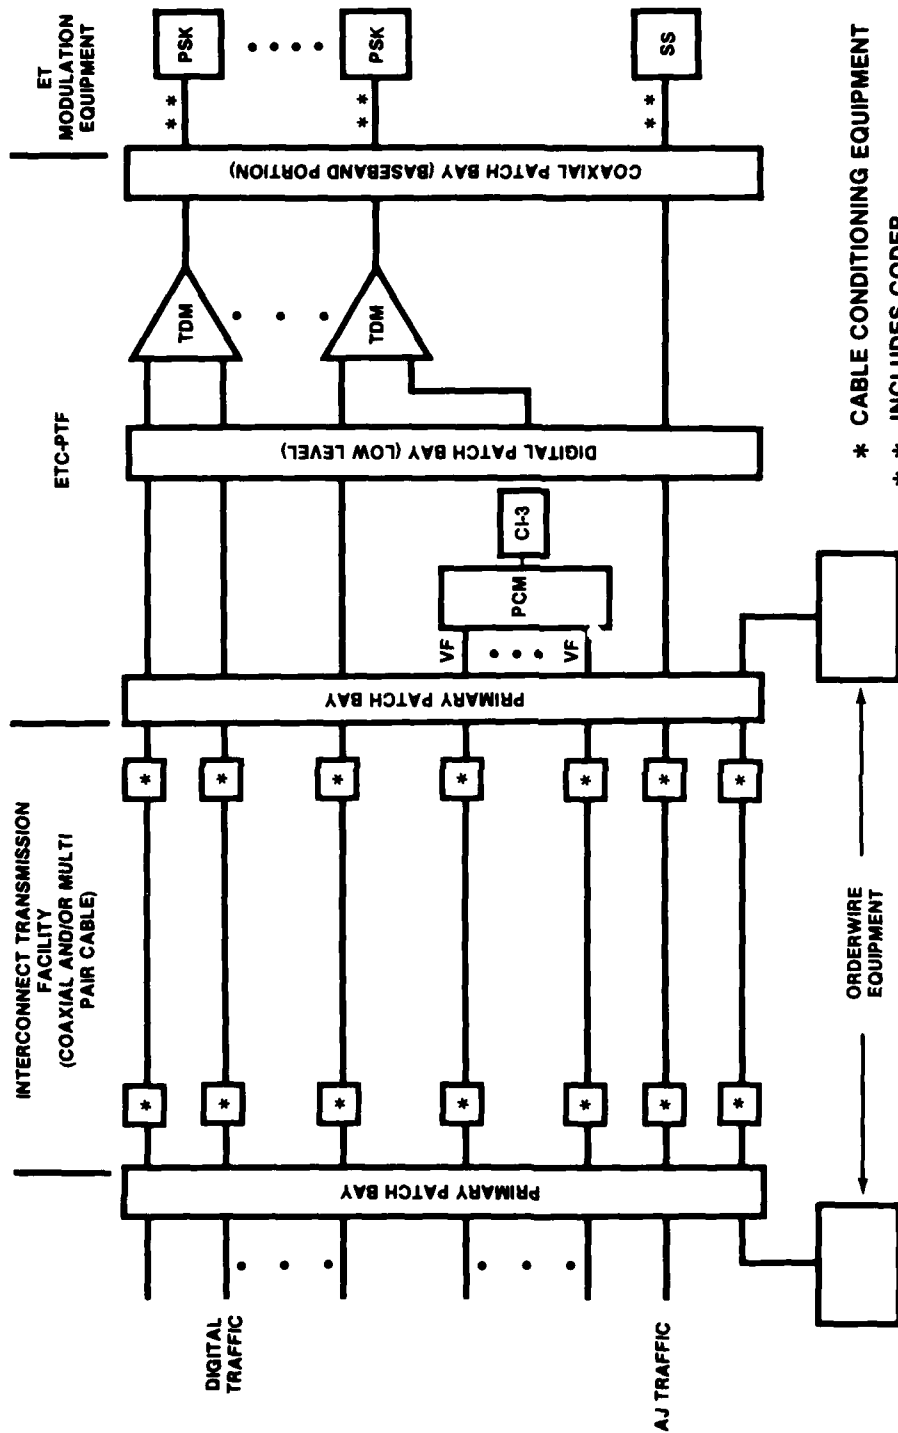 INTERCONNECT TRANSMISSION
FACILITY
(COAXIAL AND/OR MULTI
PAIR CABLE)
ETC-PTF
ET
MODULATION
EQUIPMENT
DIGITAL
TRAFFIC
AJ TRAFFIC
PRIMARY PATCH BAY
*
*
*
*
*
*
*
*
*
*
*
*
*
*
PRIMARY PATCH BAY
VF
VF
PCM
CI-3
DIGITAL PATCH BAY (LOW LEVEL)
TDM
TDM
COAXIAL PATCH BAY (BASEBAND PORTION)
* *
* *
* *
PSK
PSK
SS
ORDERWIRE
EQUIPMENT
* CABLE CONDITIONING EQUIPMENT
* * INCLUDES CODER